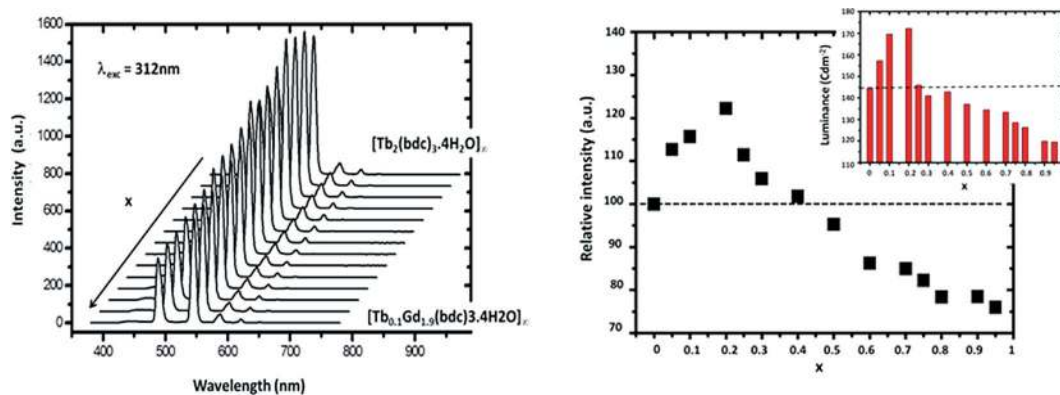 1600
1400
1200
1000
800
600
400
200
0
Intensity (a.u.)
λexc = 312nm
x
[Tb2(bdc)3.4H2O]∞
[Tb0.1Gd1.9(bdc)3.4H2O]∞
400 500 600 700 800 900
Wavelength (nm)
140
130
120
110
100
90
80
70
Relative intensity (a.u.)
0 0.1 0.2 0.3 0.4 0.5 0.6 0.7 0.8 0.9 1
x
180
170
160
150
140
130
120
110
Luminance (Cdm-2)
0 0.1 0.2 0.3 0.4 0.5 0.6 0.7 0.8 0.9
x